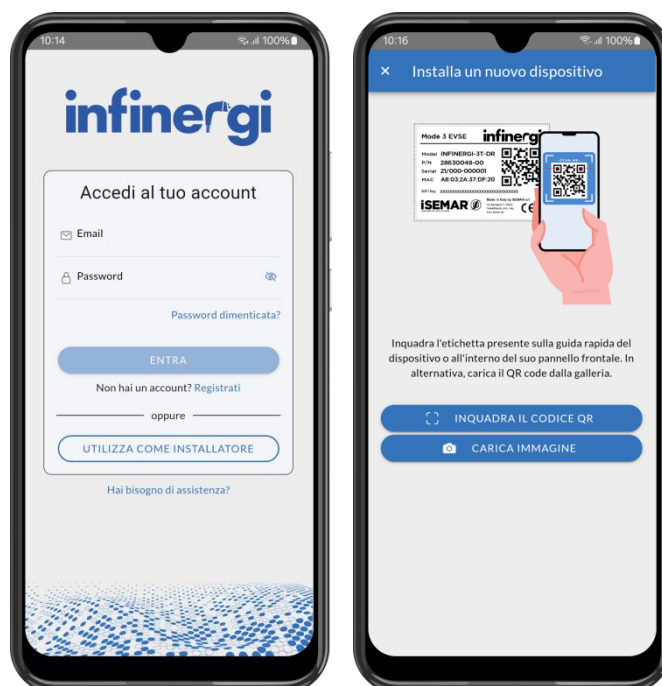 10:14
100%
infinergi
Accedi al tuo account
Email
Password
Password dimenticata?
ENTRA
Non hai un account? Registrati
oppure
UTILIZZA COME INSTALLATORE
Hai bisogno di assistenza?
10:16
100%
× Installa un nuovo dispositivo
Mode 3 EVSE infinergi
Model INFINERGI-3T-DR
P/N 28630048-00
Serial 21/000-000001
MAC A8:03:2A:37:DF:20
WiFi Key
iSEMAR
CE
SCAN ME
Inquadra l'etichetta presente sulla guida rapida del
dispositivo o all'interno del suo pannello frontale. In
alternativa, carica il QR code dalla galleria.
INQUADRA IL CODICE QR
CARICA IMMAGINE